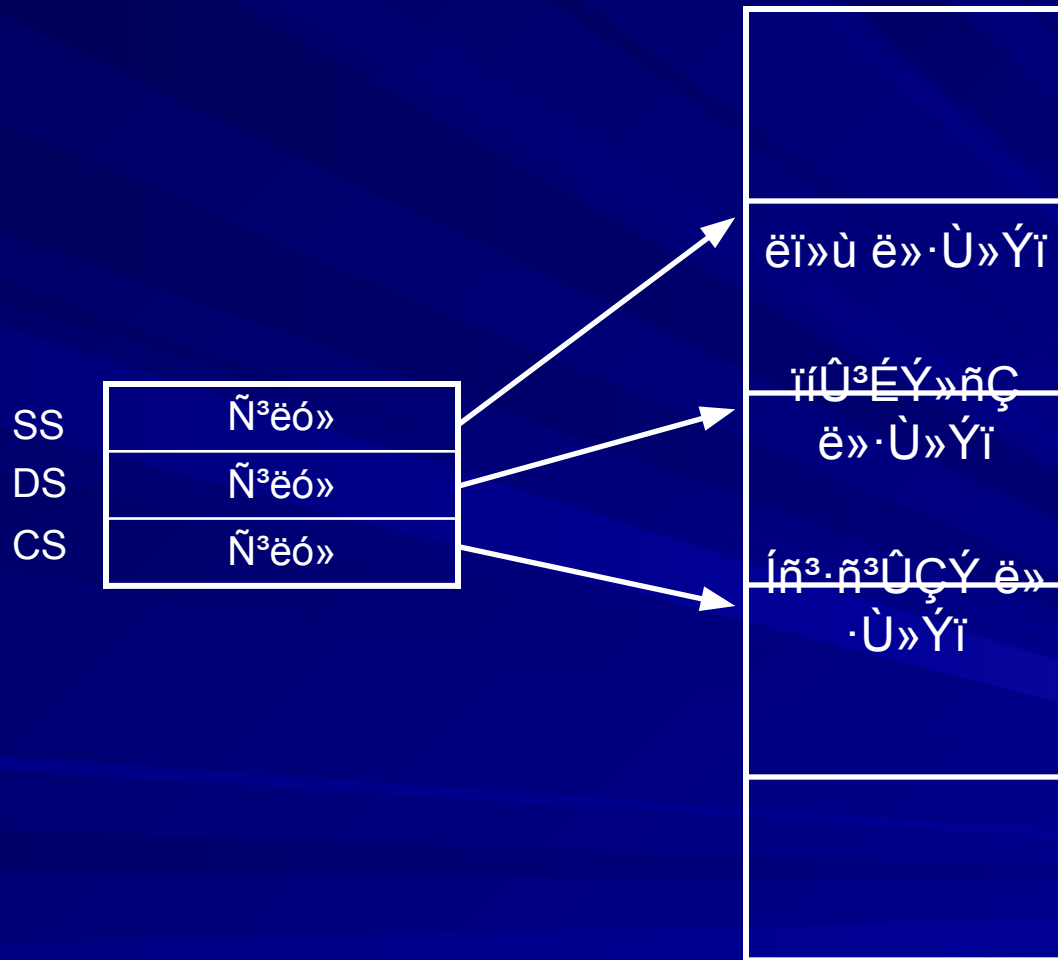 ëï»ù ë»·Ù»Ýï
SS
Ñ³ëó»
ïíÛ³ÉÝ»ñÇ
ë»·Ù»Ýï
DS
Ñ³ëó»
CS
Ñ³ëó»
Íñ³·ñ³ÛÇÝ ë»
·Ù»Ýï